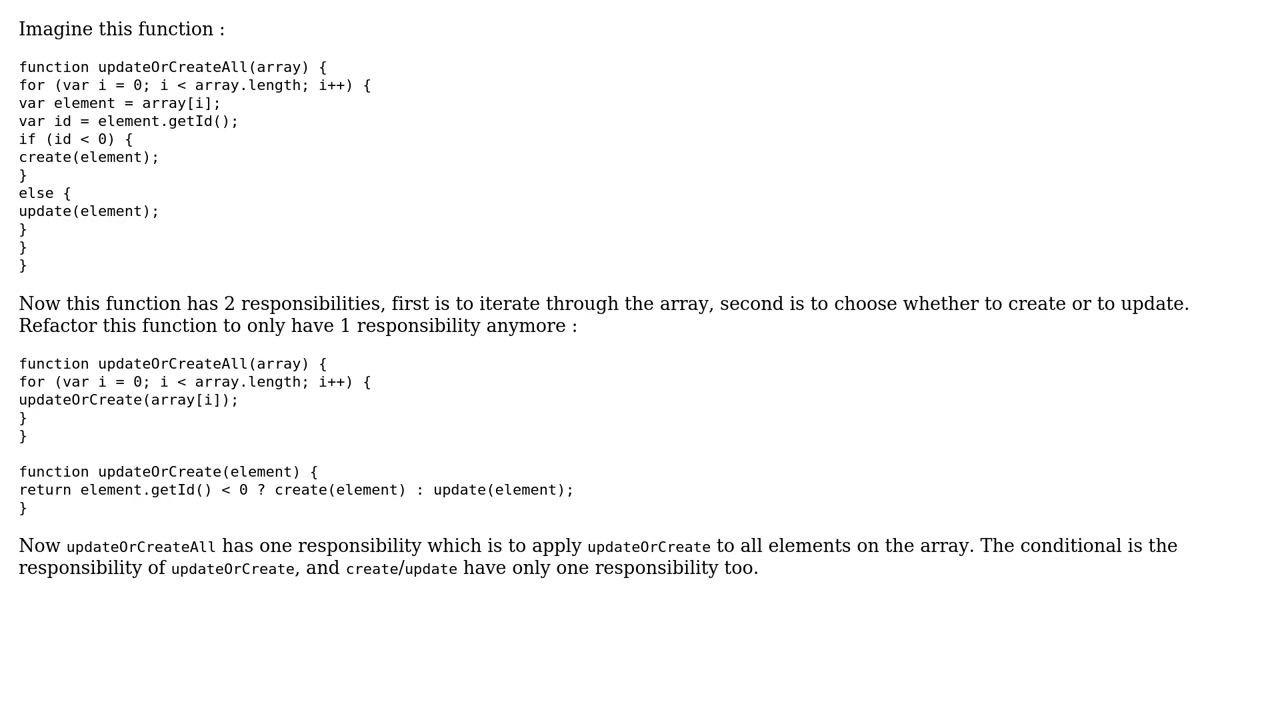 Imagine this function :
function updateOrCreateAll(array) {
for (var i = 0; i < array.length; i++) {
var element = array[i];
var id = element.getId();
if (id < 0) {
create(element);
}
else {
update(element);
}
}
}
Now this function has 2 responsibilities, first is to iterate through the array, second is to choose whether to create or to update.
Refactor this function to only have 1 responsibility anymore :
function updateOrCreateAll(array) {
for (var i = 0; i < array.length; i++) {
updateOrCreate(array[i]);
}
}
function updateOrCreate(element) {
return element.getId() < 0 ? create(element) : update(element);
}
Now updateOrCreateAll has one responsibility which is to apply updateOrCreate to all elements on the array. The conditional is the
responsibility of updateOrCreate, and create/update have only one responsibility too.